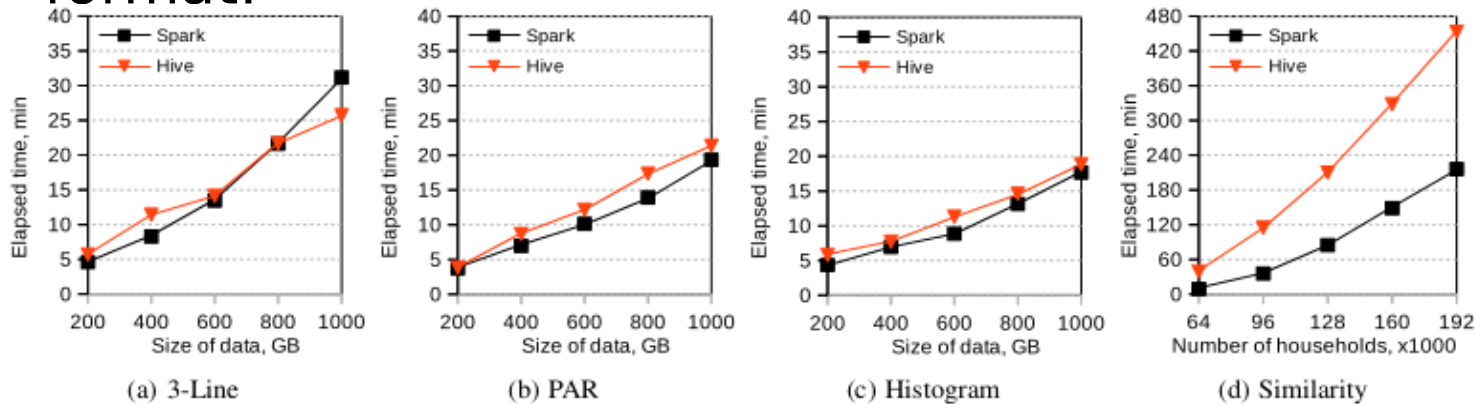 format.
40
35
30
25
20
15
10
5
0
Elapsed time, min
Spark
Hive
200 400 600 800 1000
Size of data, GB
(a) 3-Line
40
35
30
25
20
15
10
5
0
Elapsed time, min
Spark
Hive
200 400 600 800 1000
Size of data, GB
(b) PAR
40
35
30
25
20
15
10
5
0
Elapsed time, min
Spark
Hive
200 400 600 800 1000
Size of data, GB
(c) Histogram
480
420
360
300
240
180
120
60
0
Elapsed time, min
Spark
Hive
64 96 128 160 192
Number of households, x1000
(d) Similarity